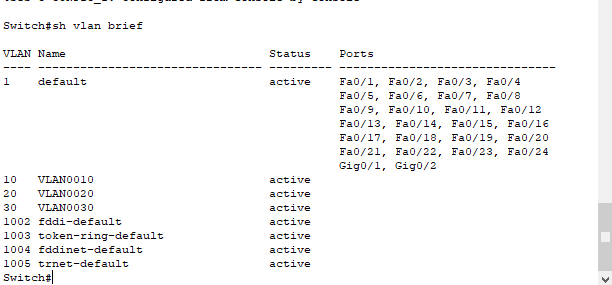 Switch#sh vlan brief
VLAN Name                             Status    Ports
---- -------------------------------- --------- -------------------------------
1    default                          active    Fa0/1, Fa0/2, Fa0/3, Fa0/4
                                                Fa0/5, Fa0/6, Fa0/7, Fa0/8
                                                Fa0/9, Fa0/10, Fa0/11, Fa0/12
                                                Fa0/13, Fa0/14, Fa0/15, Fa0/16
                                                Fa0/17, Fa0/18, Fa0/19, Fa0/20
                                                Fa0/21, Fa0/22, Fa0/23, Fa0/24
                                                Gig0/1, Gig0/2
10   VLAN0010                         active
20   VLAN0020                         active
30   VLAN0030                         active
1002 fddi-default                     active
1003 token-ring-default               active
1004 fddinet-default                  active
1005 trnet-default                    active
Switch#